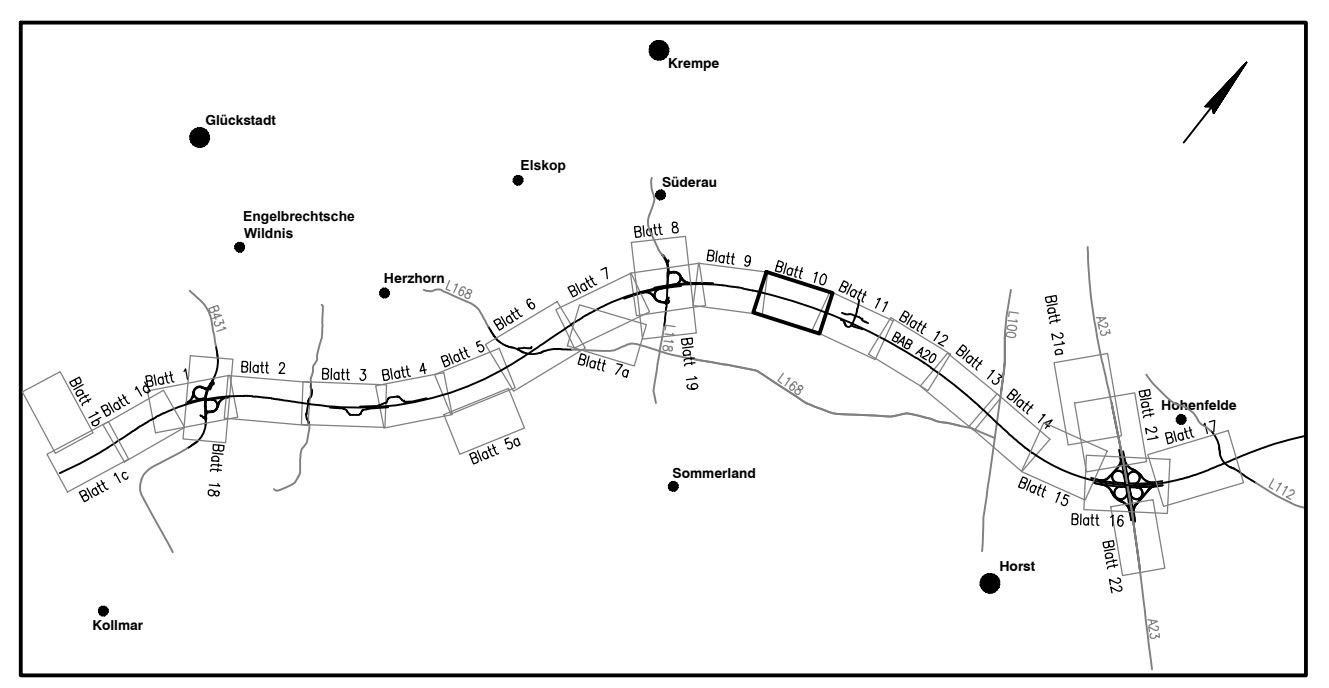 Krempe
Glückstadt
Elskop
Süderau
Engelbrechtsche
Wildnis
Herzhorn
L168
B431
Blatt 8
Blatt 9
Blatt 10
Blatt 11
Blatt 12
BAB A20
Blatt 13
Blatt 14
Blatt 7
Blatt 6
Blatt 5
Blatt 4
Blatt 3
Blatt 2
Blatt 1
Blatt 1a
Blatt 1b
Blatt 1c
Blatt 18
Blatt 5a
Blatt 7a
L118
Blatt 19
L168
L100
Blatt 21a
A23
Blatt 21
Hohenfelde
Blatt 17
L112
Blatt 15
Blatt 16
Blatt 22
A23
Sommerland
Horst
Kollmar